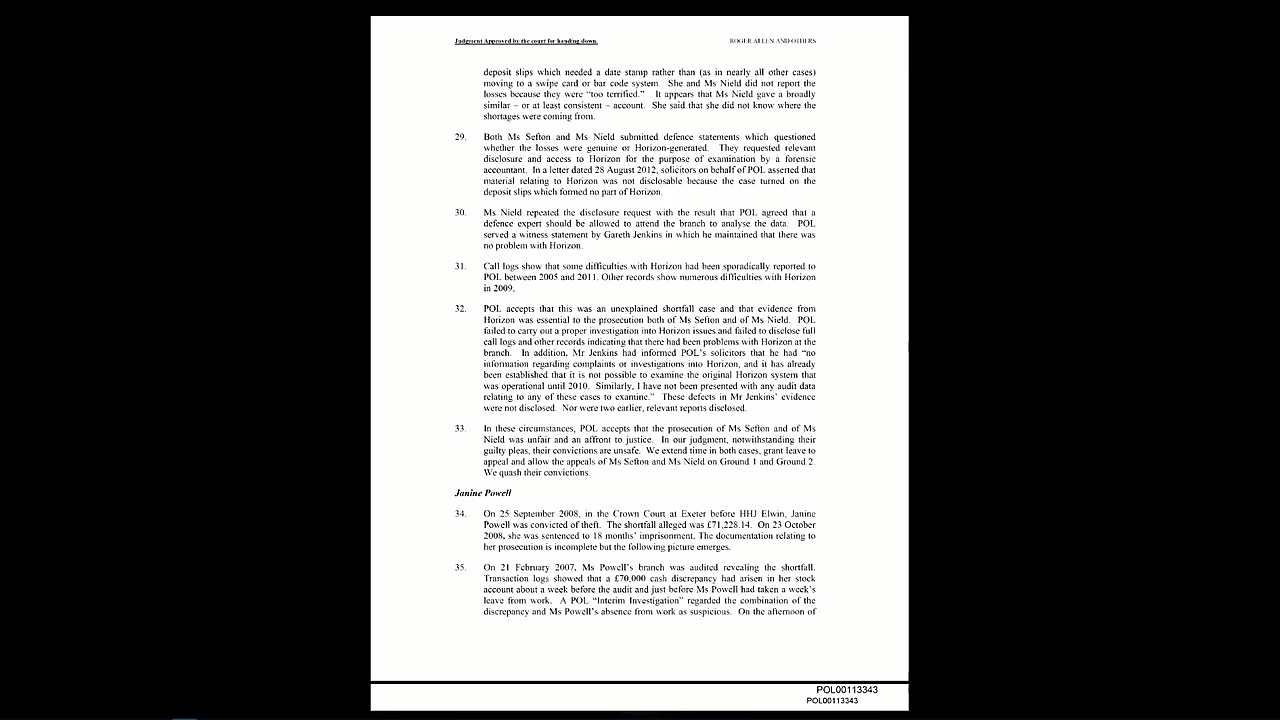 Judgment Approved by the court for handing down.
ROGER ALLEN AND OTHERS
deposit slips which needed a date stamp rather than (as in nearly all other cases)
moving to a swipe card or bar code system. She and Ms Nield did not report the
losses because they were “too terrified.” It appears that Ms Nield gave a broadly
similar – or at least consistent – account. She said that she did not know where the
shortages were coming from.
29. Both Ms Sefton and Ms Nield submitted defence statements which questioned
whether the losses were genuine or Horizon-generated. They requested relevant
disclosure and access to Horizon for the purpose of examination by a forensic
accountant. In a letter dated 28 August 2012, solicitors on behalf of POL asserted that
material relating to Horizon was not disclosable because the case turned on the
deposit slips which formed no part of Horizon.
30. Ms Nield repeated the disclosure request with the result that POL agreed that a
defence expert should be allowed to attend the branch to analyse the data. POL
served a witness statement by Gareth Jenkins in which he maintained that there was
no problem with Horizon.
31. Call logs show that some difficulties with Horizon had been sporadically reported to
POL between 2005 and 2011. Other records show numerous difficulties with Horizon
in 2009.
32. POL accepts that this was an unexplained shortfall case and that evidence from
Horizon was essential to the prosecution both of Ms Sefton and of Ms Nield. POL
failed to carry out a proper investigation into Horizon issues and failed to disclose full
call logs and other records indicating that there had been problems with Horizon at the
branch. In addition, Mr Jenkins had informed POL’s solicitors that he had “no
information regarding complaints or investigations into Horizon, and it has already
been established that it is not possible to examine the original Horizon system that
was operational until 2010. Similarly, I have not been presented with any audit data
relating to any of these cases to examine.” These defects in Mr Jenkins’ evidence
were not disclosed. Nor were two earlier, relevant reports disclosed.
33. In these circumstances, POL accepts that the prosecution of Ms Sefton and of Ms
Nield was unfair and an affront to justice. In our judgment, notwithstanding their
guilty pleas, their convictions are unsafe. We extend time in both cases, grant leave to
appeal and allow the appeals of Ms Sefton and Ms Nield on Ground 1 and Ground 2.
We quash their convictions.
Janine Powell
34. On 25 September 2008, in the Crown Court at Exeter before HHJ Elwin, Janine
Powell was convicted of theft. The shortfall alleged was £71,228.14. On 23 October
2008, she was sentenced to 18 months’ imprisonment. The documentation relating to
her prosecution is incomplete but the following picture emerges.
35. On 21 February 2007, Ms Powell’s branch was audited revealing the shortfall.
Transaction logs showed that a £70,000 cash discrepancy had arisen in her stock
account about a week before the audit and just before Ms Powell had taken a week’s
leave from work. A POL “Interim Investigation” regarded the combination of the
discrepancy and Ms Powell’s absence from work as suspicious. On the afternoon of
POL00113343
POL00113343